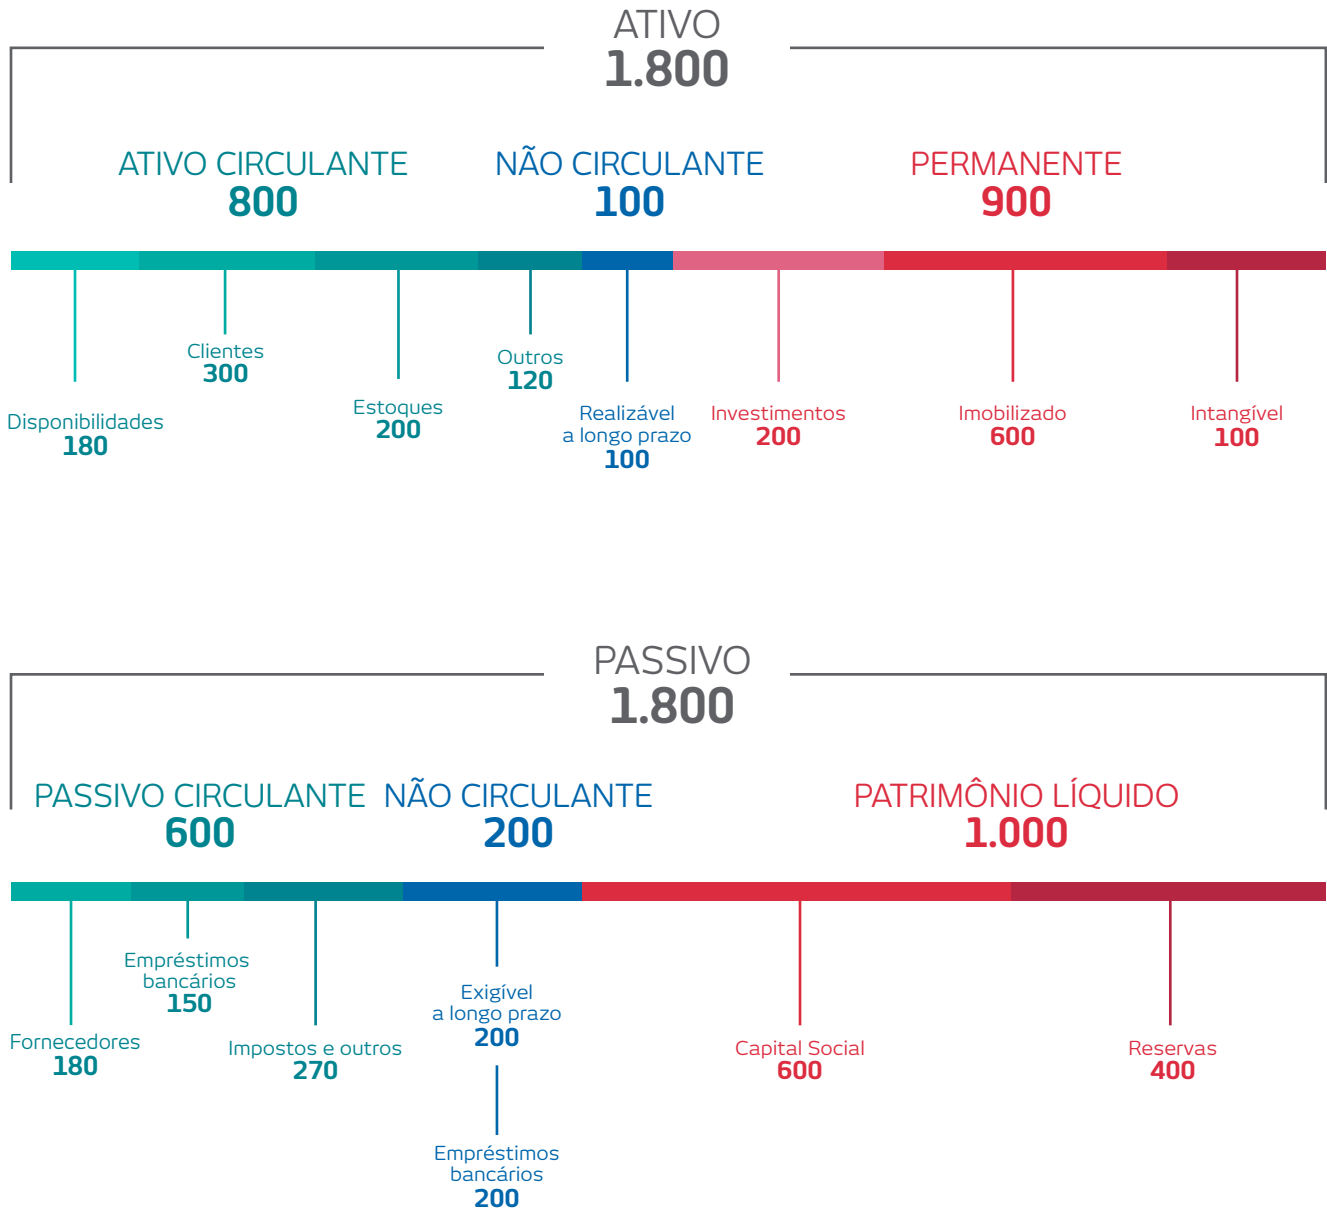 ATIVO
1.800
ATIVO CIRCULANTE
800
NÃO CIRCULANTE
100
PERMANENTE
900
Disponibilidades
180
Clientes
300
Estoques
200
Outros
120
Realizável
a longo prazo
100
Investimentos
200
Imobilizado
600
Intangível
100
PASSIVO
1.800
PASSIVO CIRCULANTE
600
NÃO CIRCULANTE
200
PATRIMÔNIO LÍQUIDO
1.000
Fornecedores
180
Empréstimos
bancários
150
Impostos e outros
270
Exigível
a longo prazo
200
Empréstimos
bancários
200
Capital Social
600
Reservas
400